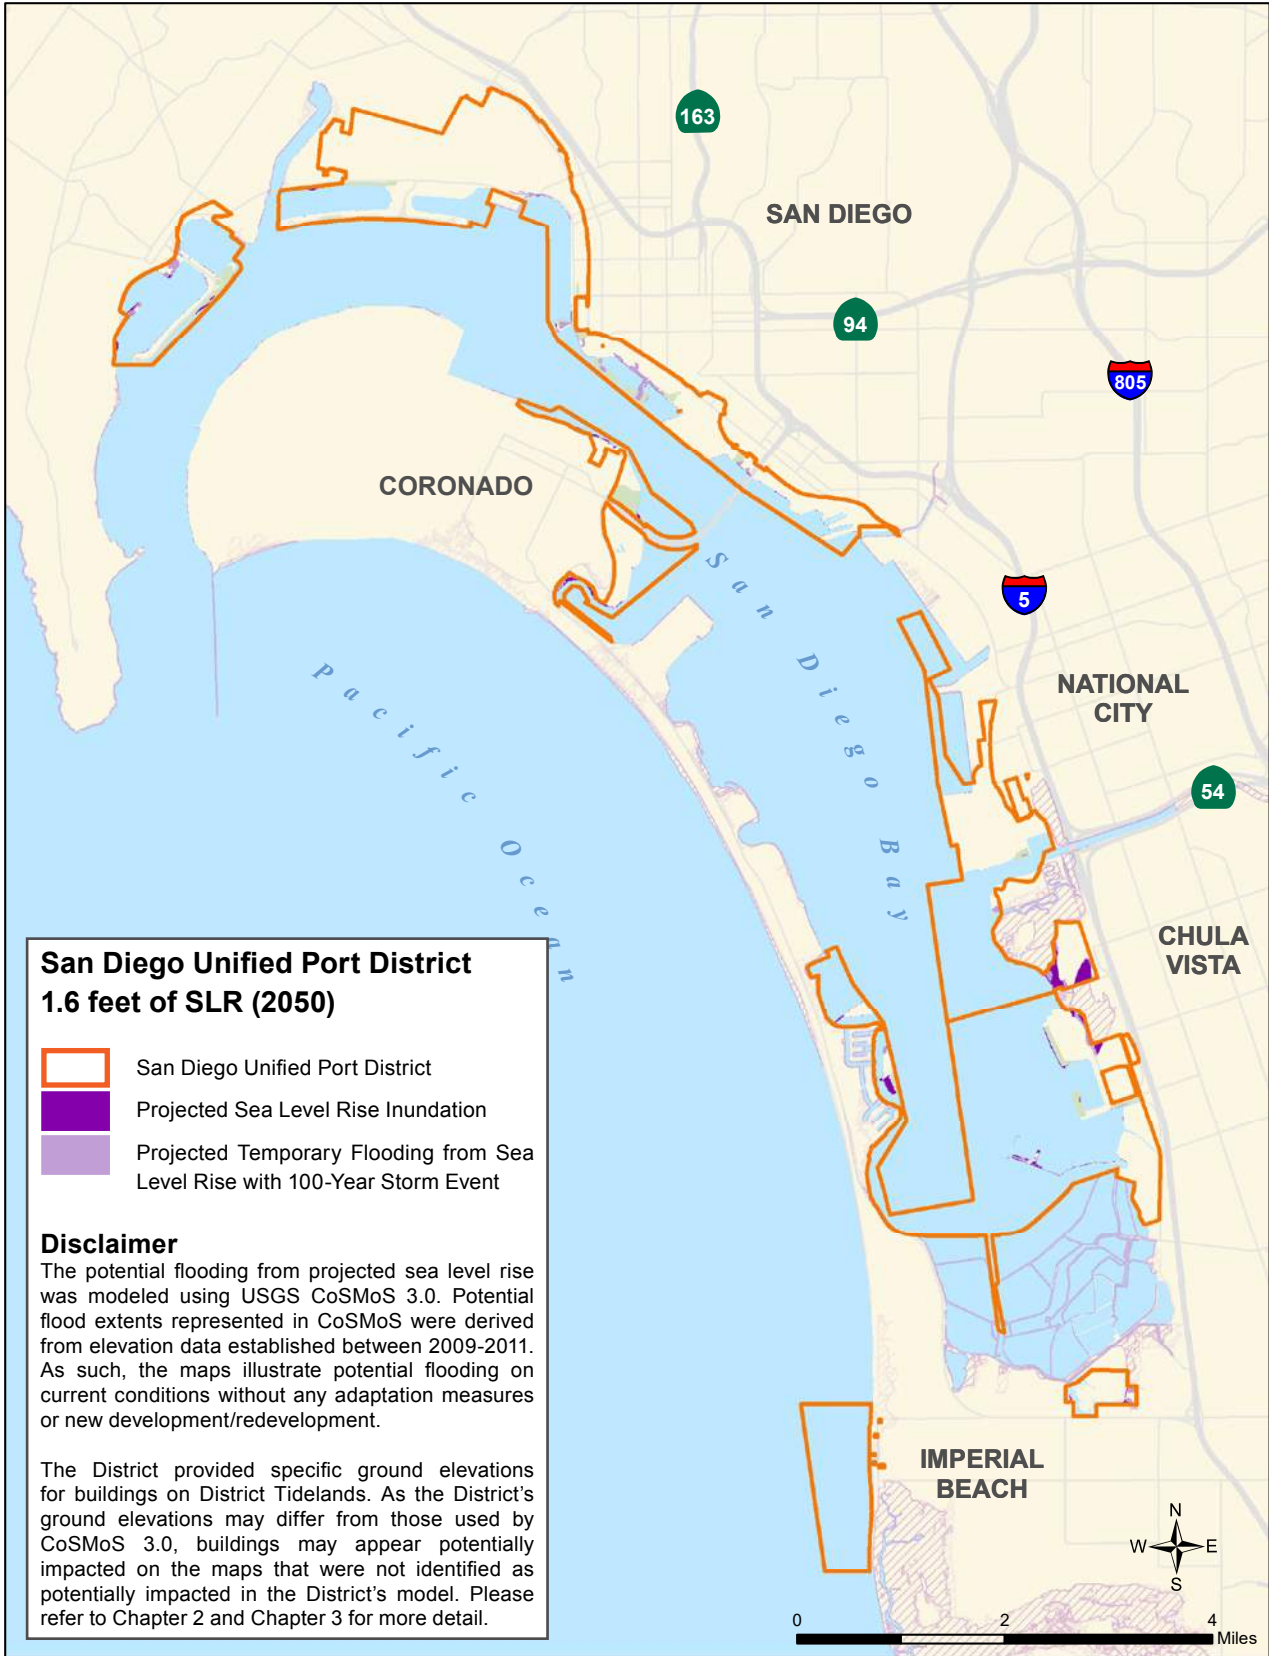 163
SAN DIEGO
94
805
CORONADO
San Diego Bay
5
Pacific Ocean
NATIONAL
CITY
54
CHULA
VISTA
San Diego Unified Port District
1.6 feet of SLR (2050)
San Diego Unified Port District
Projected Sea Level Rise Inundation
Projected Temporary Flooding from Sea
Level Rise with 100-Year Storm Event
Disclaimer
The potential flooding from projected sea level rise
was modeled using USGS CoSMoS 3.0. Potential
flood extents represented in CoSMoS were derived
from elevation data established between 2009-2011.
As such, the maps illustrate potential flooding on
current conditions without any adaptation measures
or new development/redevelopment.
The District provided specific ground elevations
for buildings on District Tidelands. As the District’s
ground elevations may differ from those used by
CoSMoS 3.0, buildings may appear potentially
impacted on the maps that were not identified as
potentially impacted in the District’s model. Please
refer to Chapter 2 and Chapter 3 for more detail.
IMPERIAL
BEACH
N
W E
S
0 2 4
Miles